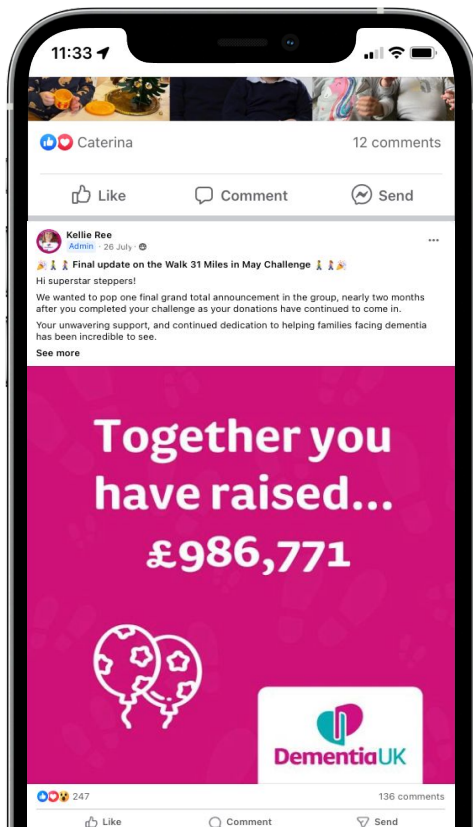 11:33
Caterina
12 comments
Like Comment Send
Kellie Ree
Admin · 26 July ·
Final update on the Walk 31 Miles in May Challenge
Hi superstar steppers!
We wanted to pop one final grand total announcement in the group, nearly two months
after you completed your challenge as your donations have continued to come in.
Your unwavering support, and continued dedication to helping families facing dementia
has been incredible to see.
See more
Together you
have raised...
£986,771
DementiaUK
247
136 comments
Like Comment Send